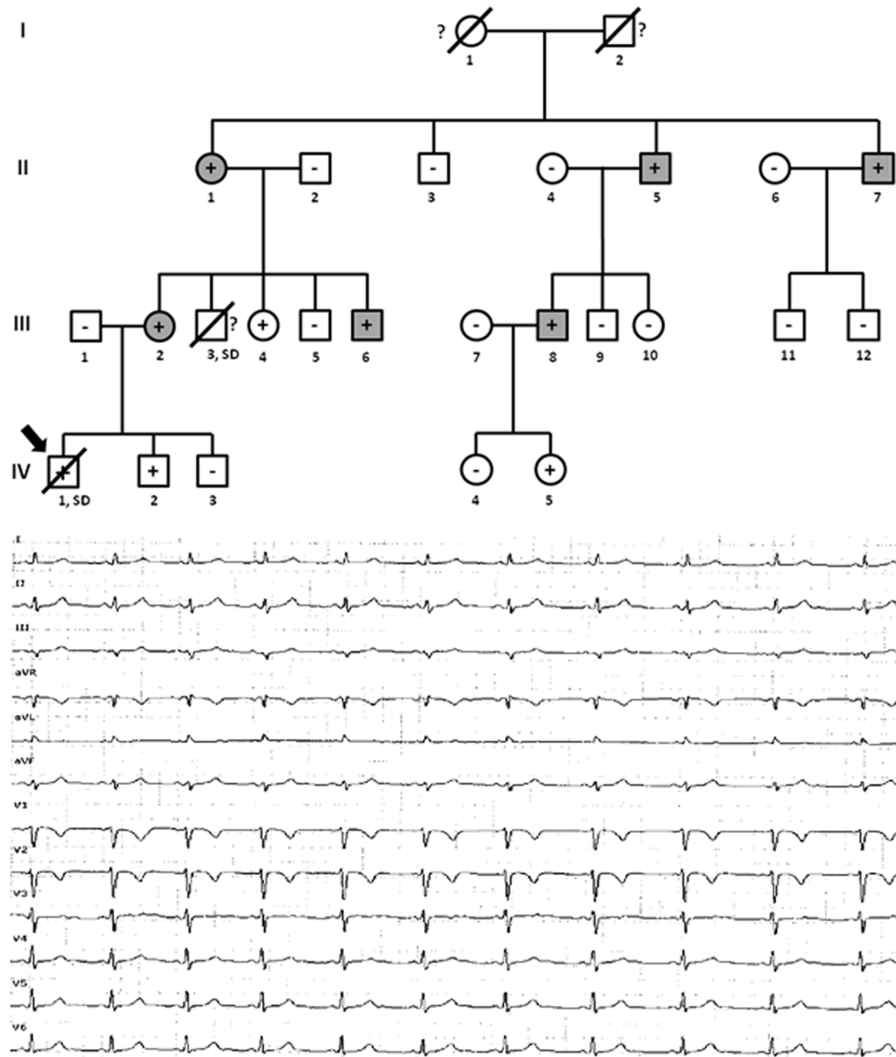 I
? ?
1 2
II
+ - - - + - +
1 2 3 4 5 6 7
III
- + ? + - + - + - - - -
1 2 3, SD 4 5 6 7 8 9 10 11 12
IV
+ + - - +
1, SD 2 3 4 5
I
II
III
aVR
aVL
aVF
V1
V2
V3
V4
V5
V6